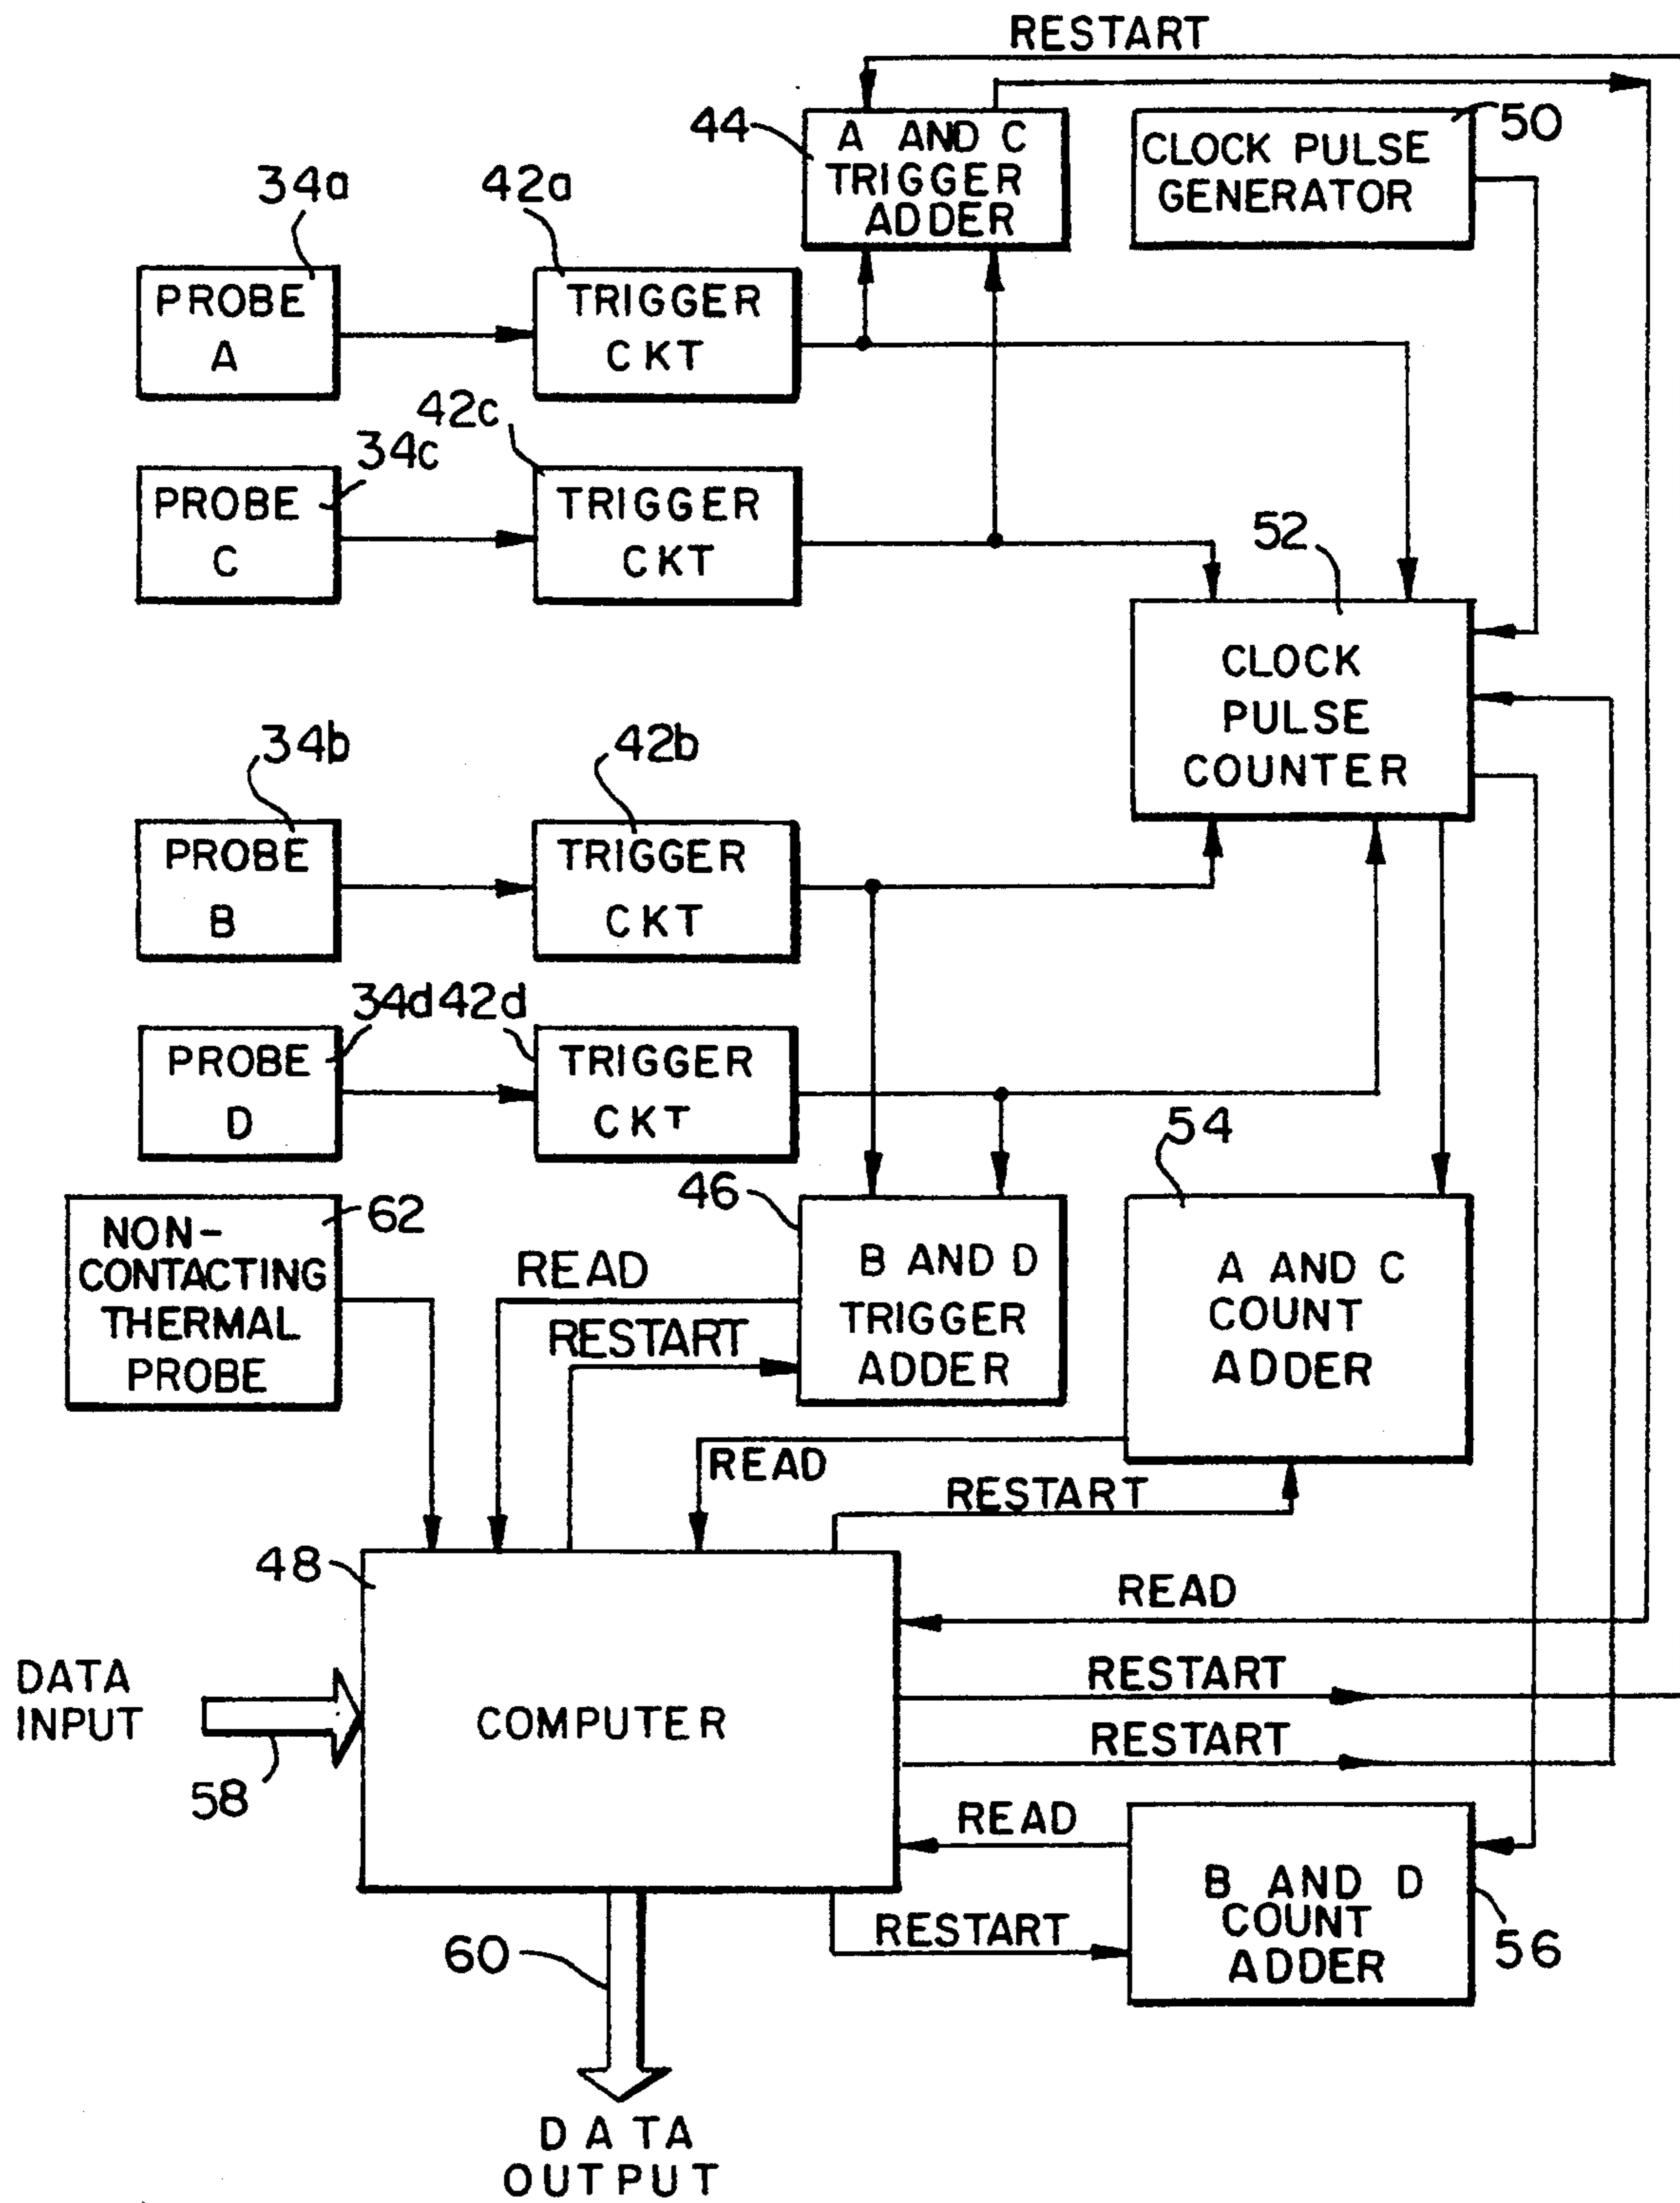 RESTART
44
A AND C
TRIGGER
ADDER
CLOCK PULSE
GENERATOR
50
34a
42a
PROBE
A
TRIGGER
CKT
42c
34c
PROBE
C
TRIGGER
CKT
52
CLOCK
PULSE
COUNTER
34b
42b
PROBE
B
TRIGGER
CKT
34d
42d
PROBE
D
TRIGGER
CKT
54
46
62
NON-
CONTACTING
THERMAL
PROBE
READ
RESTART
B AND D
TRIGGER
ADDER
A AND C
COUNT
ADDER
READ
RESTART
48
READ
DATA
INPUT
58
COMPUTER
RESTART
RESTART
READ
RESTART
B AND D
COUNT
ADDER
56
60
DATA
OUTPUT